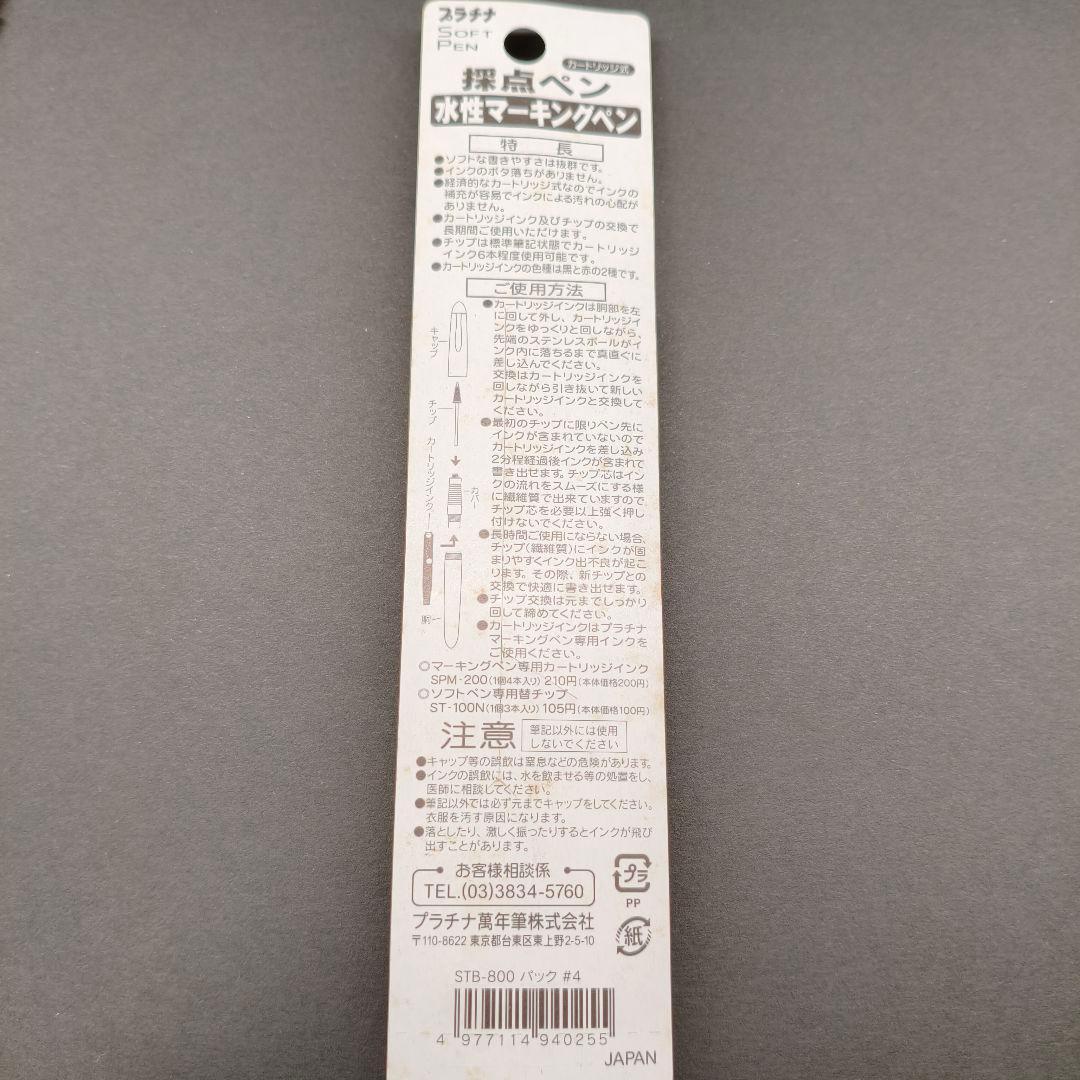 プラチナ
SOFT
PEN
カートリッジ式
採点ペン
水性マーキングペン
特 長
●ソフトな書きやすさは抜群です。
●インクのボタ落ちがありません。
●経済的なカートリッジ式なのでインクの
補充が容易でインクによる汚れの心配が
ありません。
●カートリッジインク及びチップの交換で
長期間ご使用いただけます。
●チップは標準筆記状態でカートリッジ
インク6本程度使用可能です。
●カートリッジインクの色種は黒と赤の2種です。
ご使用方法
キャップ
チップ
カートリッジインク
カバー
胴
●カートリッジインクは胴部を左
に回して外し、カートリッジイ
ンクをゆっくりと回しながら、
先端のステンレスボールがイ
ンク内に落ちるまで真直ぐに
差し込んでください。
交換はカートリッジインクを
回しながら引き抜いて新しい
カートリッジインクと交換して
ください。
●最初のチップに限りペン先に
インクが含まれていないので
カートリッジインクを差し込み
2分程経過後インクが含まれて
書き出せます。チップ芯はイン
クの流れをスムーズにする様
に繊維質で出来ていますので
チップ芯を必要以上強く押し
付けないでください。
●長時間ご使用にならない場合、
チップ(繊維質)にインクが固
まりやすくインク出不良が起こ
ります。その際、新チップとの
交換で快適に書き出せます。
●チップ交換は元までしっかり
回して締めてください。
●カートリッジインクはプラチナ
マーキングペン専用インクを
ご使用ください。
◎マーキングペン専用カートリッジインク
SPM-200(1個4本入り)210円(本体価格200円)
◎ソフトペン専用替チップ
ST-100N(1個3本入り)105円(本体価格100円)
注意
筆記以外には使用
しないでください
●キャップ等の誤飲は窒息などの危険があります。
●インクの誤飲には、水を飲ませる等の処置をし、
医師に相談してください。
●筆記以外では必ず元までキャップをしてください。
衣服を汚す原因になります。
●落としたり、激しく振ったりするとインクが飛び
出すことがあります。
お客様相談係
TEL.(03)3834-5760
プラチナ萬年筆株式会社
〒110-8622 東京都台東区東上野2-5-10
プラ
PP
紙
STB-800 パック #4
4 977114 940255
JAPAN